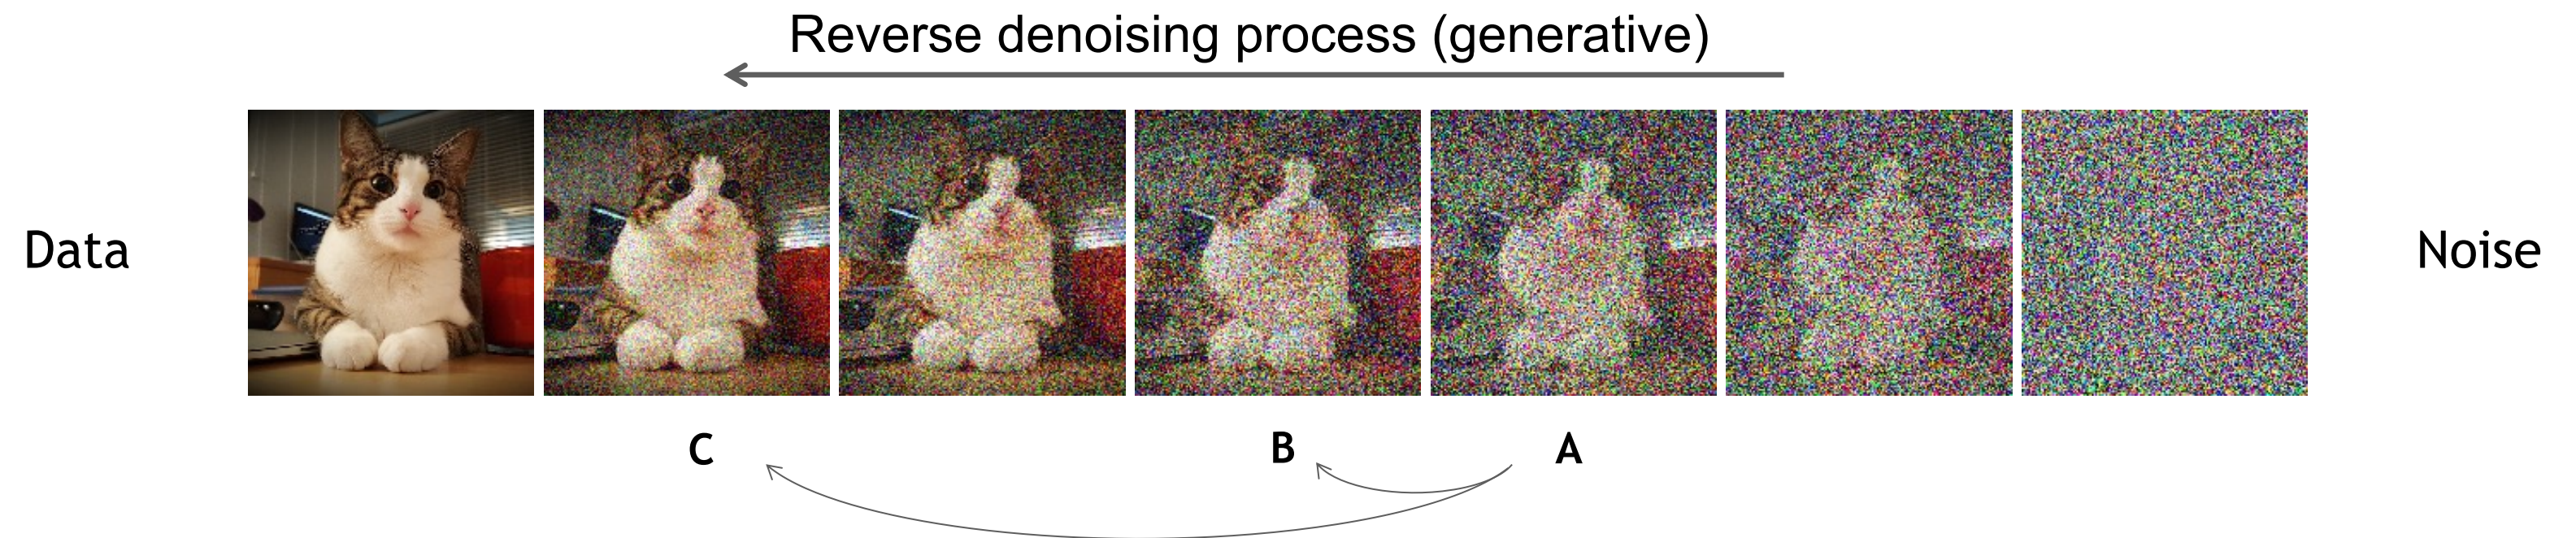 Reverse denoising process (generative)
Data
Noise
C
B
A